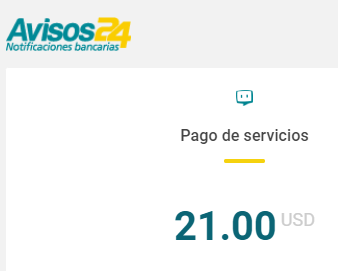 Avisos24
Notificaciones bancarias
Pago de servicios
21.00 USD